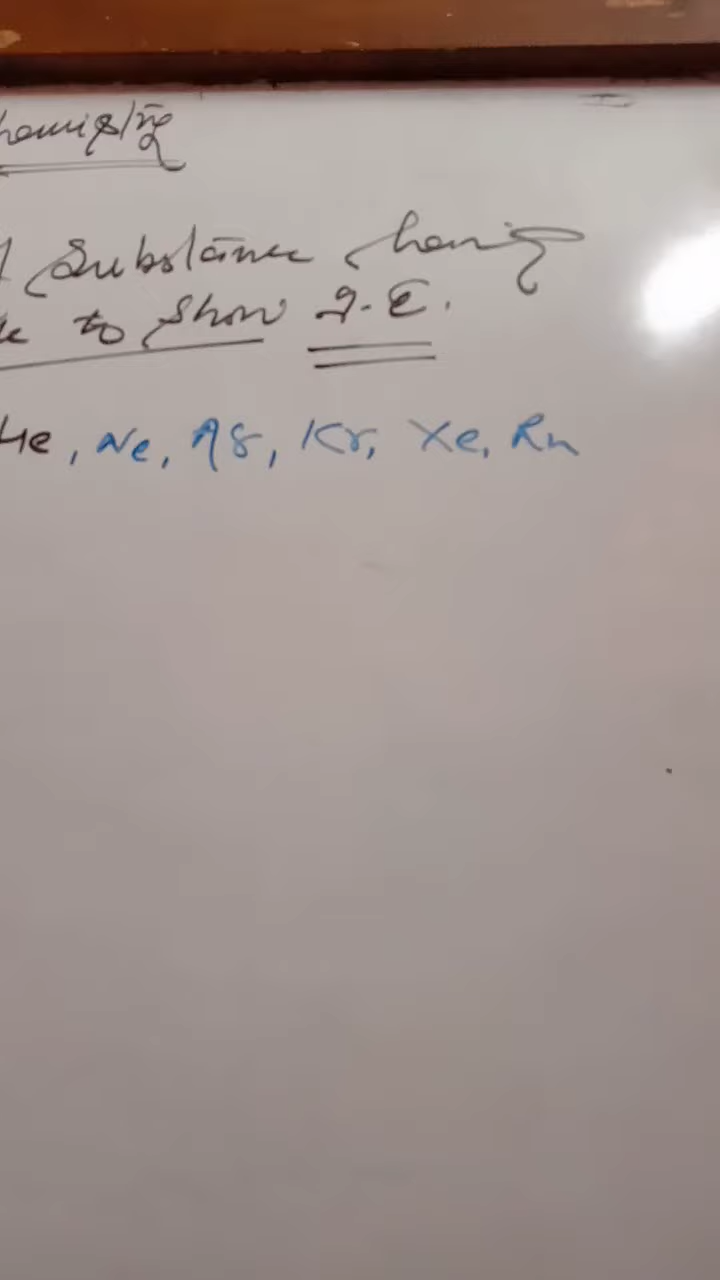 hemistry
Substance having
to Show I.E.
He, Ne, Ar, Kr, Xe, Rn